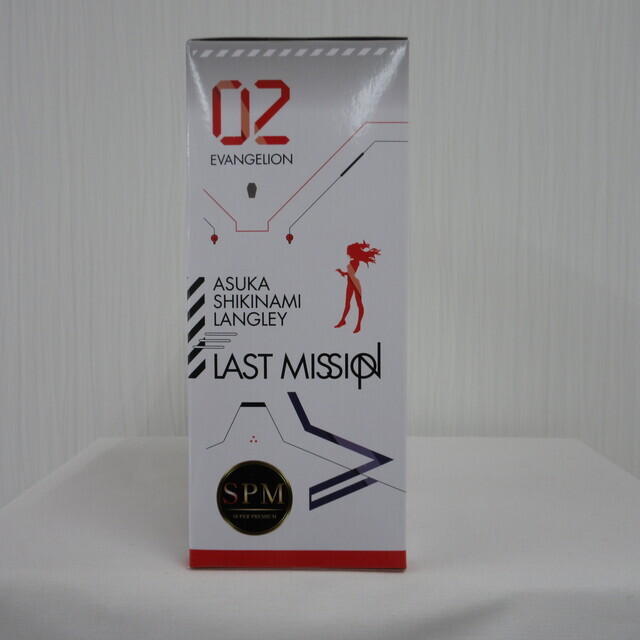 02
EVANGELION
ASUKA
SHIKINAMI
LANGLEY
LAST MISSION
SPM
SUPER PREMIUM